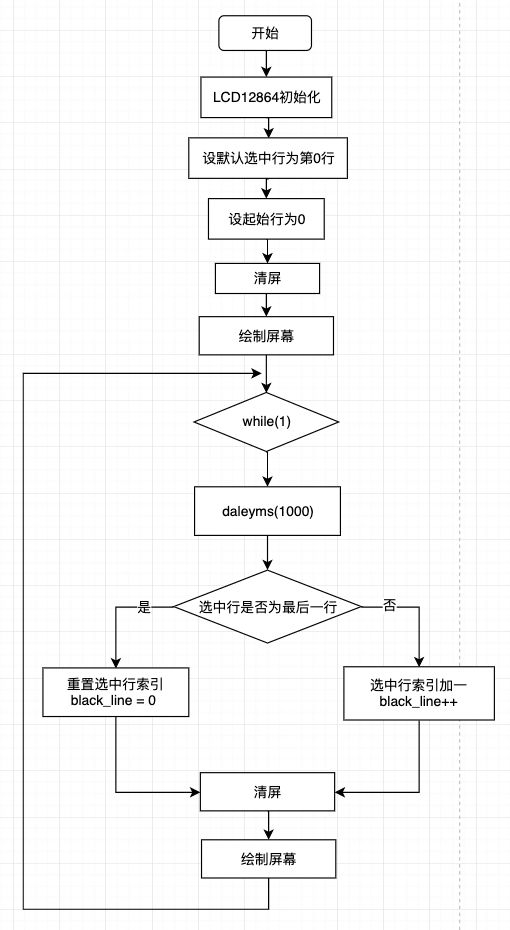 开始
LCD12864初始化
设默认选中行为第0行
设起始行为0
清屏
绘制屏幕
while(1)
daleyms(1000)
选中行是否为最后一行
是
否
重置选中行索引
black_line = 0
选中行索引加一
black_line++
清屏
绘制屏幕